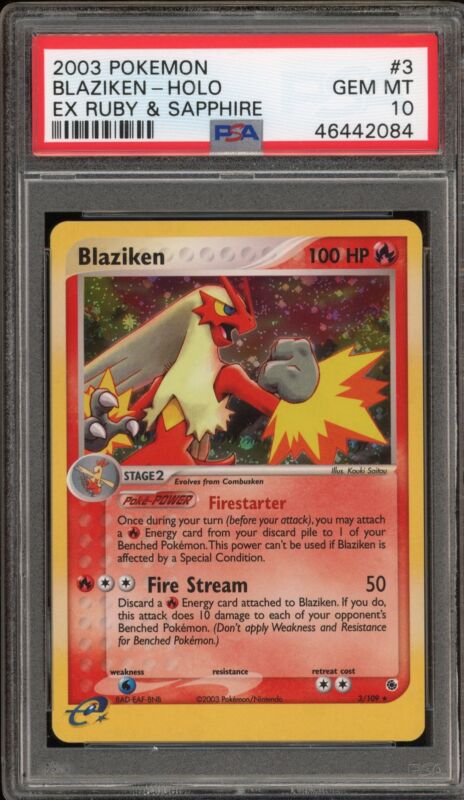 2003 POKEMON #3
BLAZIKEN-HOLO GEM MT
EX RUBY & SAPPHIRE 10
PSA 46442084
Blaziken 100 HP
Illus. Kouki Saitou
STAGE2
Evolves from Combusken
Poké-POWER Firestarter
Once during your turn (before your attack), you may attach
a Energy card from your discard pile to 1 of your
Benched Pokémon. This power can't be used if Blaziken is
affected by a Special Condition.
Fire Stream 50
Discard a Energy card attached to Blaziken. If you do,
this attack does 10 damage to each of your opponent's
Benched Pokémon. (Don't apply Weakness and Resistance
for Benched Pokémon.)
weakness resistance retreat cost
BAD-EAF-BNB ©2003 Pokémon/Nintendo 3/109 ★
e
PSA